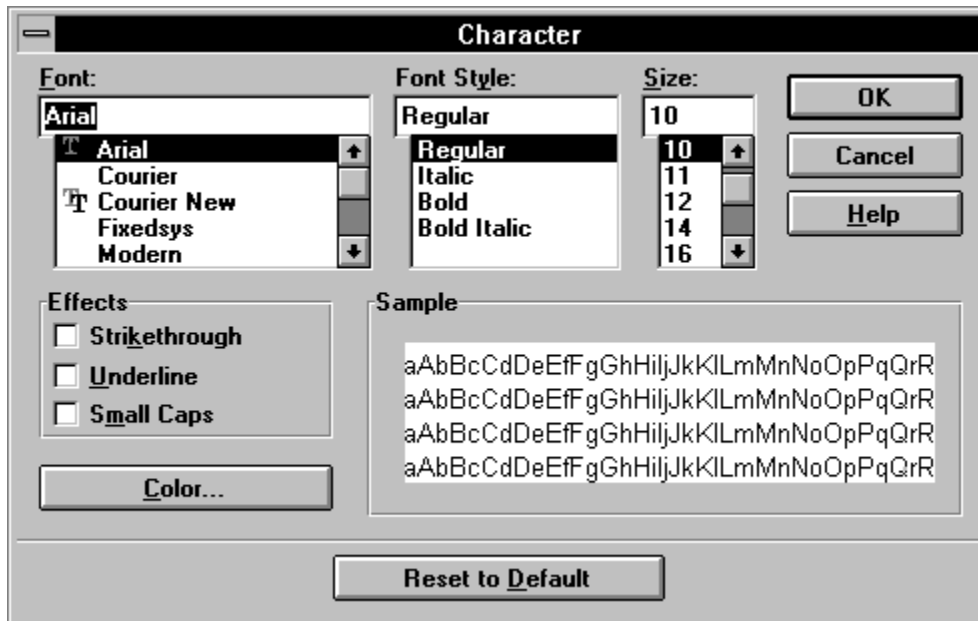 Character
Font:
Arial
Arial
Courier
Courier New
Fixedsys
Modern
Font Style:
Regular
Regular
Italic
Bold
Bold Italic
Size:
10
10
11
12
14
16
OK
Cancel
Help
Effects
Strikethrough
Underline
Small Caps
Color...
Sample
aAbBcCdDeEfFgGhHiIjJkKlLmMnNoOpPqQrR
aAbBcCdDeEfFgGhHiIjJkKlLmMnNoOpPqQrR
aAbBcCdDeEfFgGhHiIjJkKlLmMnNoOpPqQrR
aAbBcCdDeEfFgGhHiIjJkKlLmMnNoOpPqQrR
Reset to Default